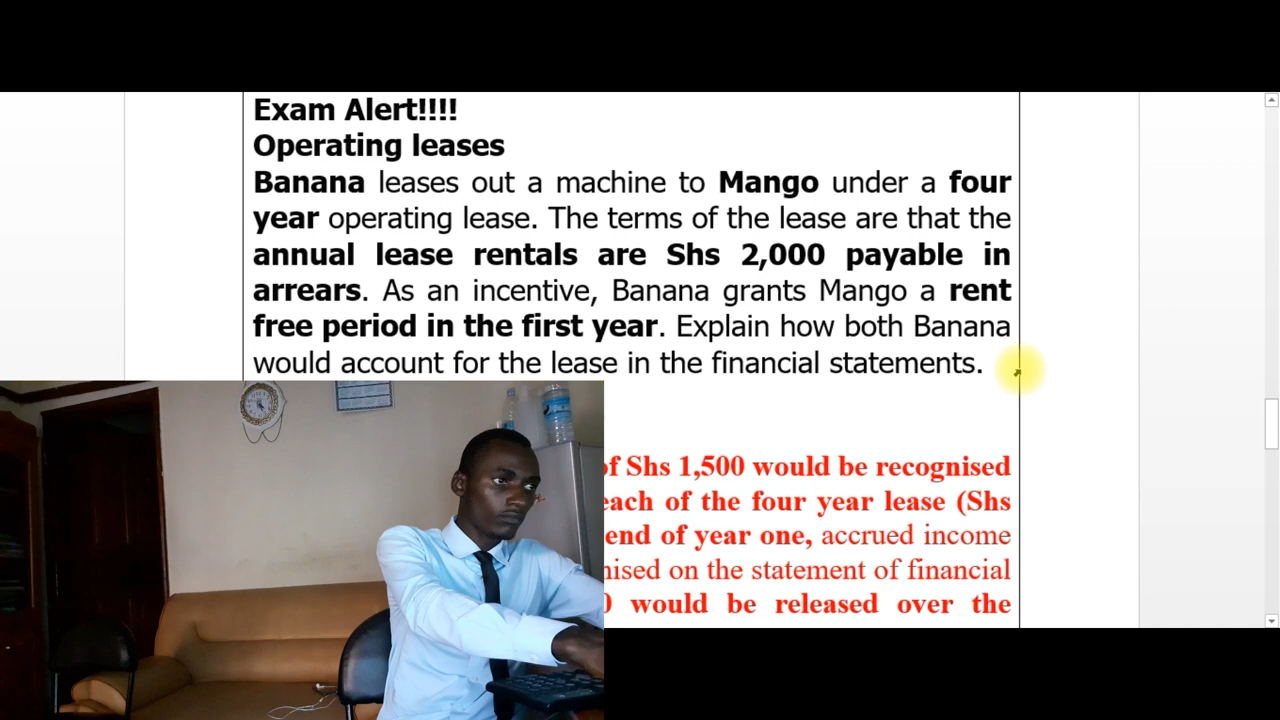 Exam Alert!!!!
Operating leases
Banana leases out a machine to Mango under a four
year operating lease. The terms of the lease are that the
annual lease rentals are Shs 2,000 payable in
arrears. As an incentive, Banana grants Mango a rent
free period in the first year. Explain how both Banana
would account for the lease in the financial statements.
of Shs 1,500 would be recognised
each of the four year lease (Shs
end of year one, accrued income
on the statement of financial
would be released over the